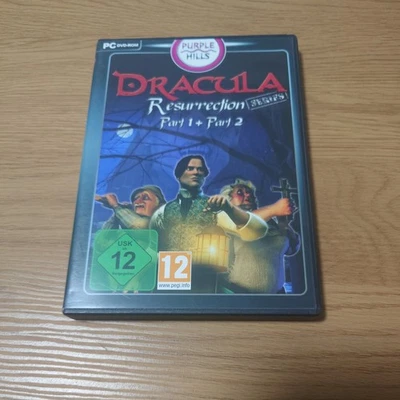 PC DVD-ROM
PURPLE
HILLS
DRACULA
Resurrection
Part 1 + Part 2
USK
12
12
www.pegi.info